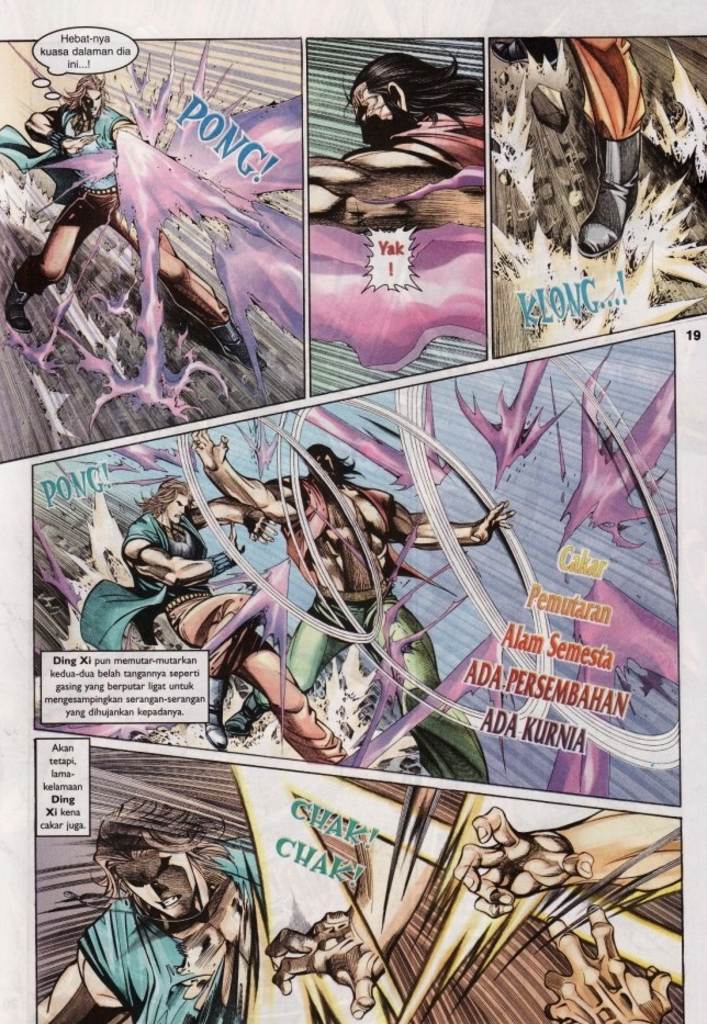 Hebat-nya
kuasa dalaman dia
ini...!
PONG!
Yak
!
KLONG...!
19
PONG!
Cakar
Pemutaran
Alam Semesta
ADA PERSEMBAHAN
ADA KURNIA
Ding Xi pun memutar-mutarkan
kedua-dua belah tangannya seperti
gasing yang berputar ligat untuk
mengesampingkan serangan-serangan
yang dihujankan kepadanya.
Akan
tetapi,
lama-
kelamaan
Ding
Xi kena
cakar juga.
CHAK!
CHAK!